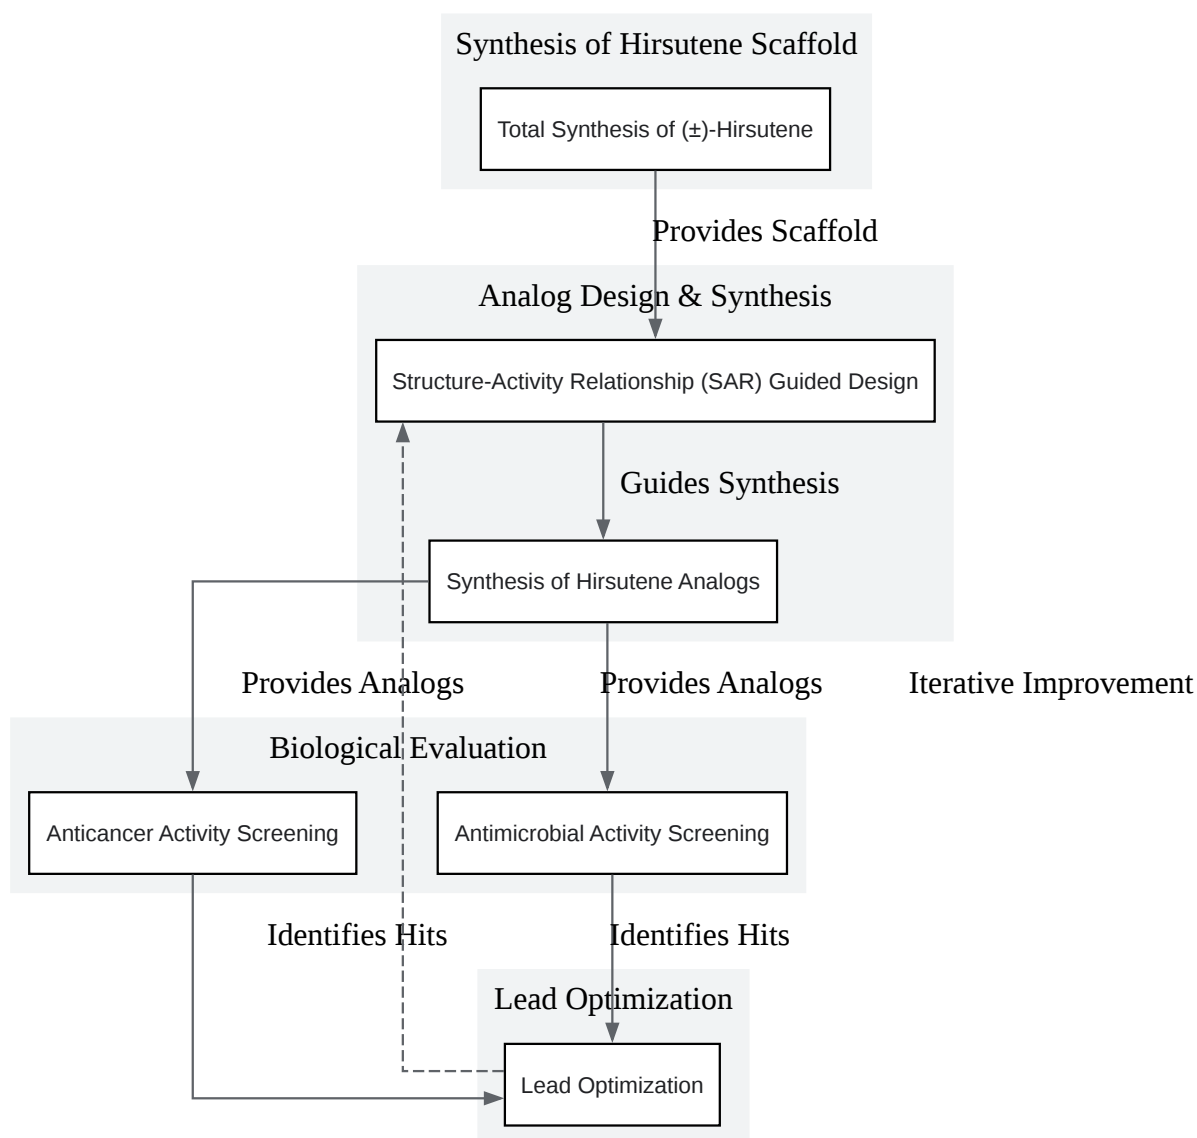 Synthesis of Hirsutene Scaffold
Total Synthesis of (±)-Hirsutene
Provides Scaffold
Analog Design & Synthesis
Structure-Activity Relationship (SAR) Guided Design
Guides Synthesis
Synthesis of Hirsutene Analogs
Provides Analogs
Provides Analogs
Iterative Improvement
Biological Evaluation
Anticancer Activity Screening
Antimicrobial Activity Screening
Identifies Hits
Identifies Hits
Lead Optimization
Lead Optimization